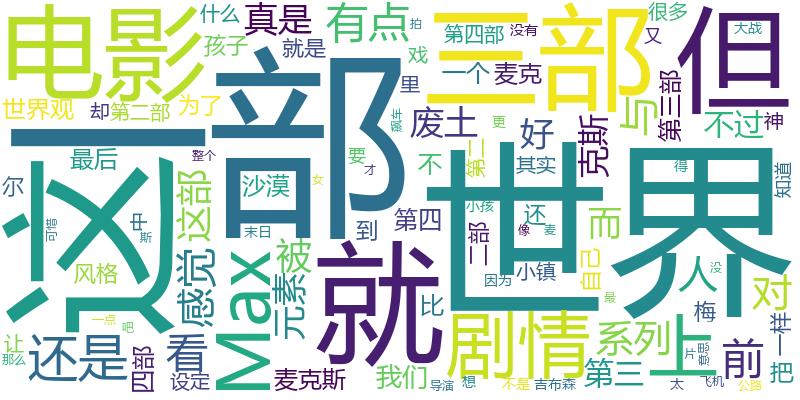 电影
什么
真是
有点
三部
很多
但
拍
没有
又
大战
孩子
就是
戏
第四部
里
一个
麦克
世界观
却
第二部
为了
部
废土
与
第三部
不过
神
飙车
更
这
一
整个
最后
尔
这部
沙漠
要
不
第二
好
克斯
其实
才
世界
得
知道
可惜
中
斯
末日
到
第四
小孩
还
而
二部
像
麦
女
风格
感觉
Max
被
元素
就
比
因为
小镇
自己
人
没
对
最
梅
一点
吧
让
那么
还是
四部
看
设定
麦克斯
我们
剧情
系列
上
前
一样
把
导演
想
不是
吉布森
第三
太
片
飞机
公路